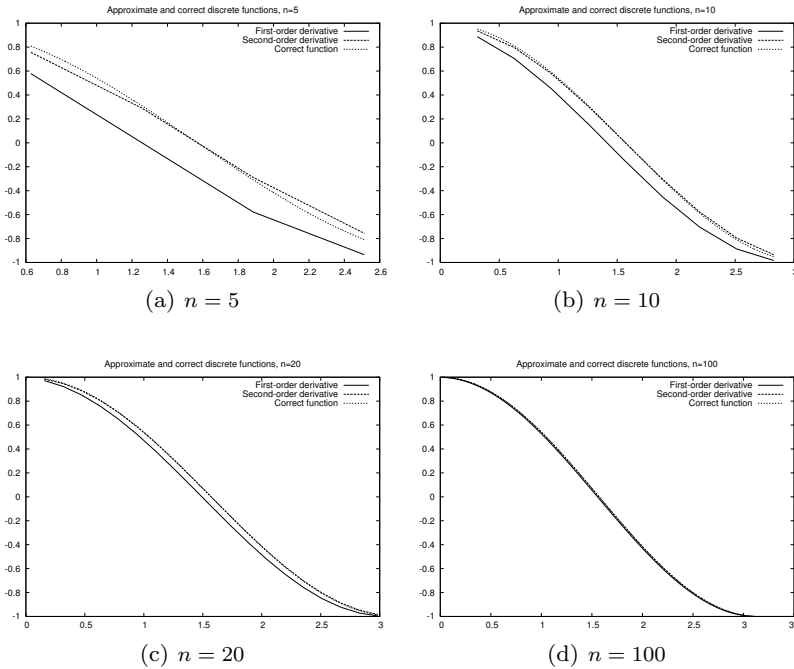 Approximate and correct discrete functions, n=5
First-order derivative
Second-order derivative
Correct function
1
0.8
0.6
0.4
0.2
0
-0.2
-0.4
-0.6
-0.8
-1
0.6 0.8 1 1.2 1.4 1.6 1.8 2 2.2 2.4 2.6
(a) n = 5
Approximate and correct discrete functions, n=10
First-order derivative
Second-order derivative
Correct function
1
0.8
0.6
0.4
0.2
0
-0.2
-0.4
-0.6
-0.8
-1
0 0.5 1 1.5 2 2.5 3
(b) n = 10
Approximate and correct discrete functions, n=20
First-order derivative
Second-order derivative
Correct function
1
0.8
0.6
0.4
0.2
0
-0.2
-0.4
-0.6
-0.8
-1
0 0.5 1 1.5 2 2.5 3
(c) n = 20
Approximate and correct discrete functions, n=100
First-order derivative
Second-order derivative
Correct function
1
0.8
0.6
0.4
0.2
0
-0.2
-0.4
-0.6
-0.8
-1
0 0.5 1 1.5 2 2.5 3 3.5
(d) n = 100